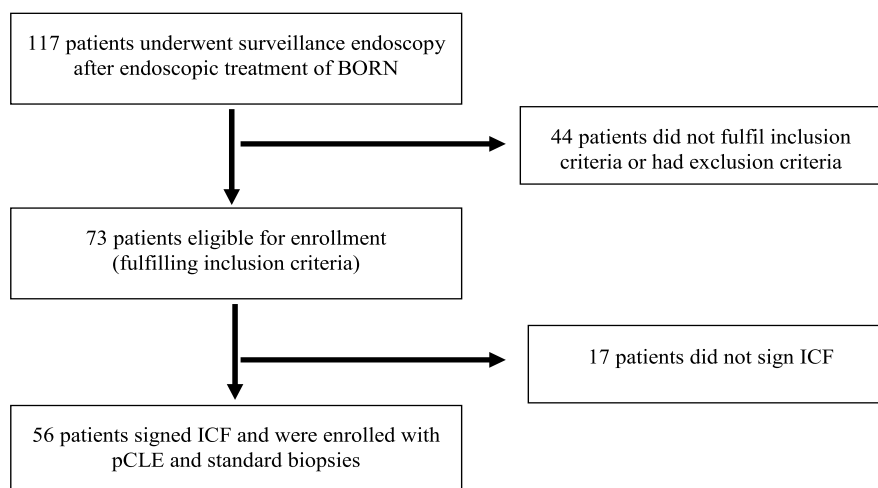 117 patients underwent surveillance endoscopy
after endoscopic treatment of BORN
44 patients did not fulfil inclusion
criteria or had exclusion criteria
73 patients eligible for enrollment
(fulfilling inclusion criteria)
17 patients did not sign ICF
56 patients signed ICF and were enrolled with
pCLE and standard biopsies